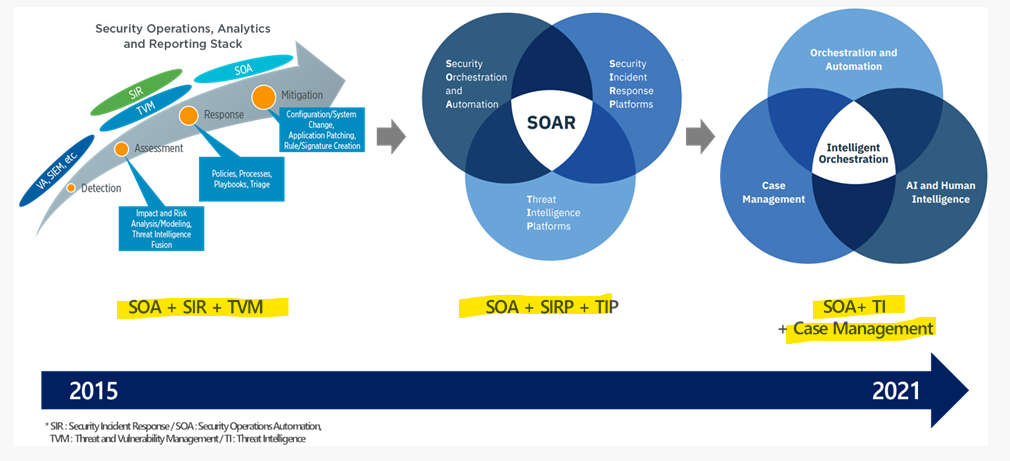 Security Operations, Analytics
and Reporting Stack
SOA
SIR
TVM
VA, SIEM, etc.
Mitigation
Response
Assessment
Detection
Configuration/System
Change,
Application Patching,
Rule/Signature Creation
Policies, Processes,
Playbooks, Triage
Impact and Risk
Analysis/Modeling,
Threat Intelligence
Fusion
SOA + SIR + TVM
Security
Orchestration
and
Automation
Security
Incident
Response
Platforms
SOAR
Threat
Intelligence
Platforms
SOA + SIRP + TIP
Orchestration and
Automation
Intelligent
Orchestration
Case
Management
AI and Human
Intelligence
SOA+ TI
+ Case Management
2015
2021
* SIR : Security Incident Response / SOA : Security Operations Automation,
TVM : Threat and Vulnerability Management / TI : Threat Intelligence